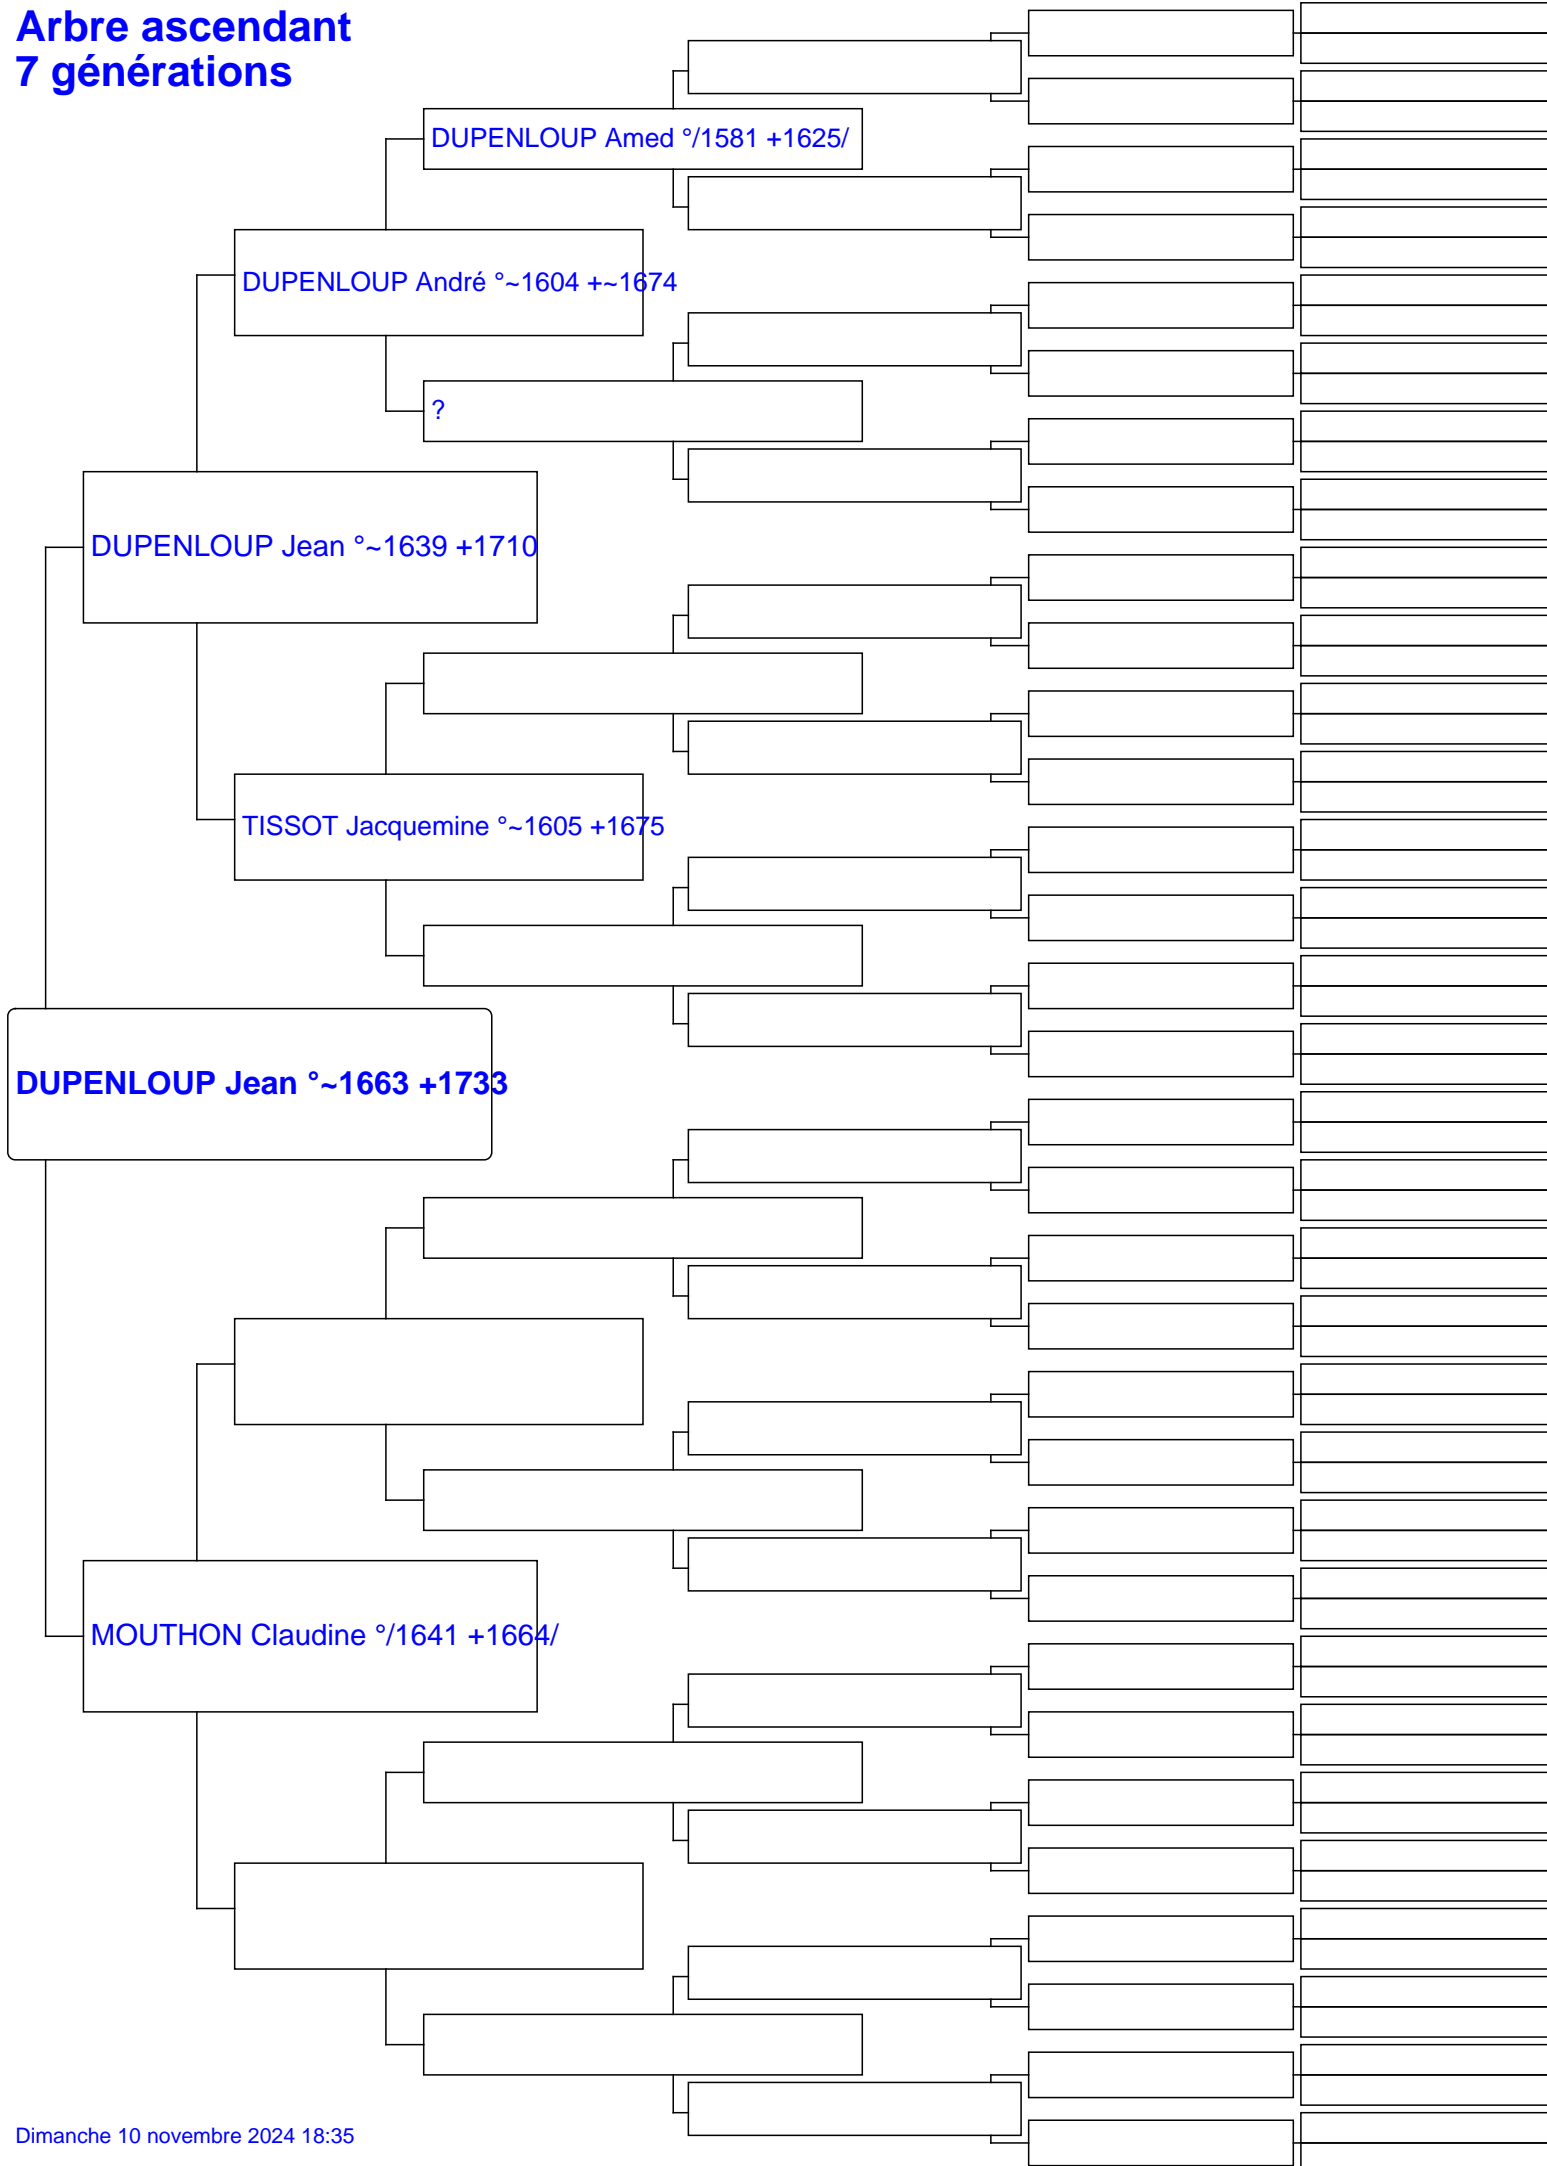 Arbre ascendant
7 générations
DUPENLOUP Amed °/1581 +1625/
DUPENLOUP André °~1604 +~1674
?
DUPENLOUP Jean °~1639 +1710
TISSOT Jacquemine °~1605 +1675
DUPENLOUP Jean °~1663 +1733
MOUTHON Claudine °/1641 +1664/
Dimanche 10 novembre 2024 18:35